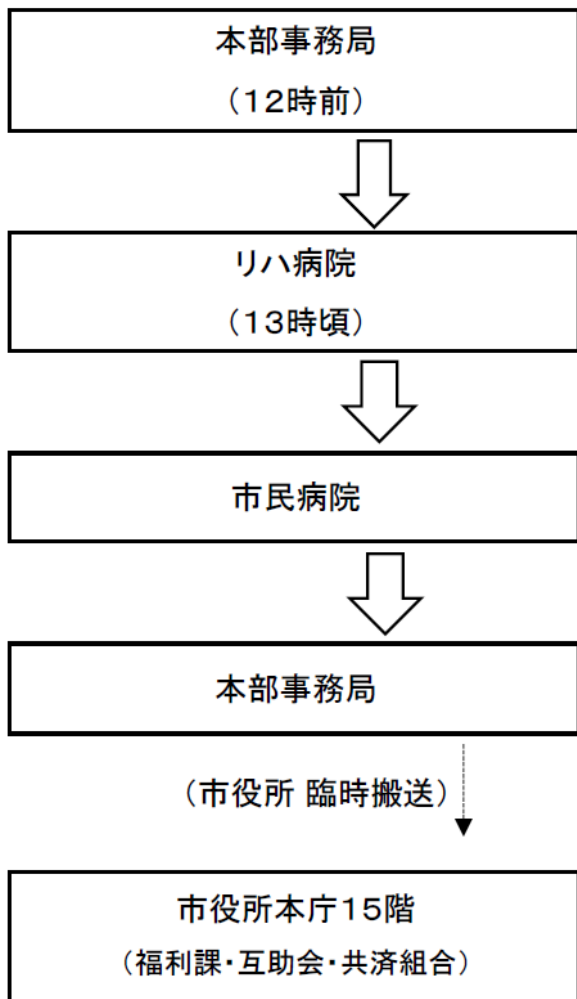 本部事務局
（１２時前）
リハ病院
（１３時頃）
市民病院
本部事務局
（市役所 臨時搬送）
市役所本庁１５階
（福利課・互助会・共済組合）